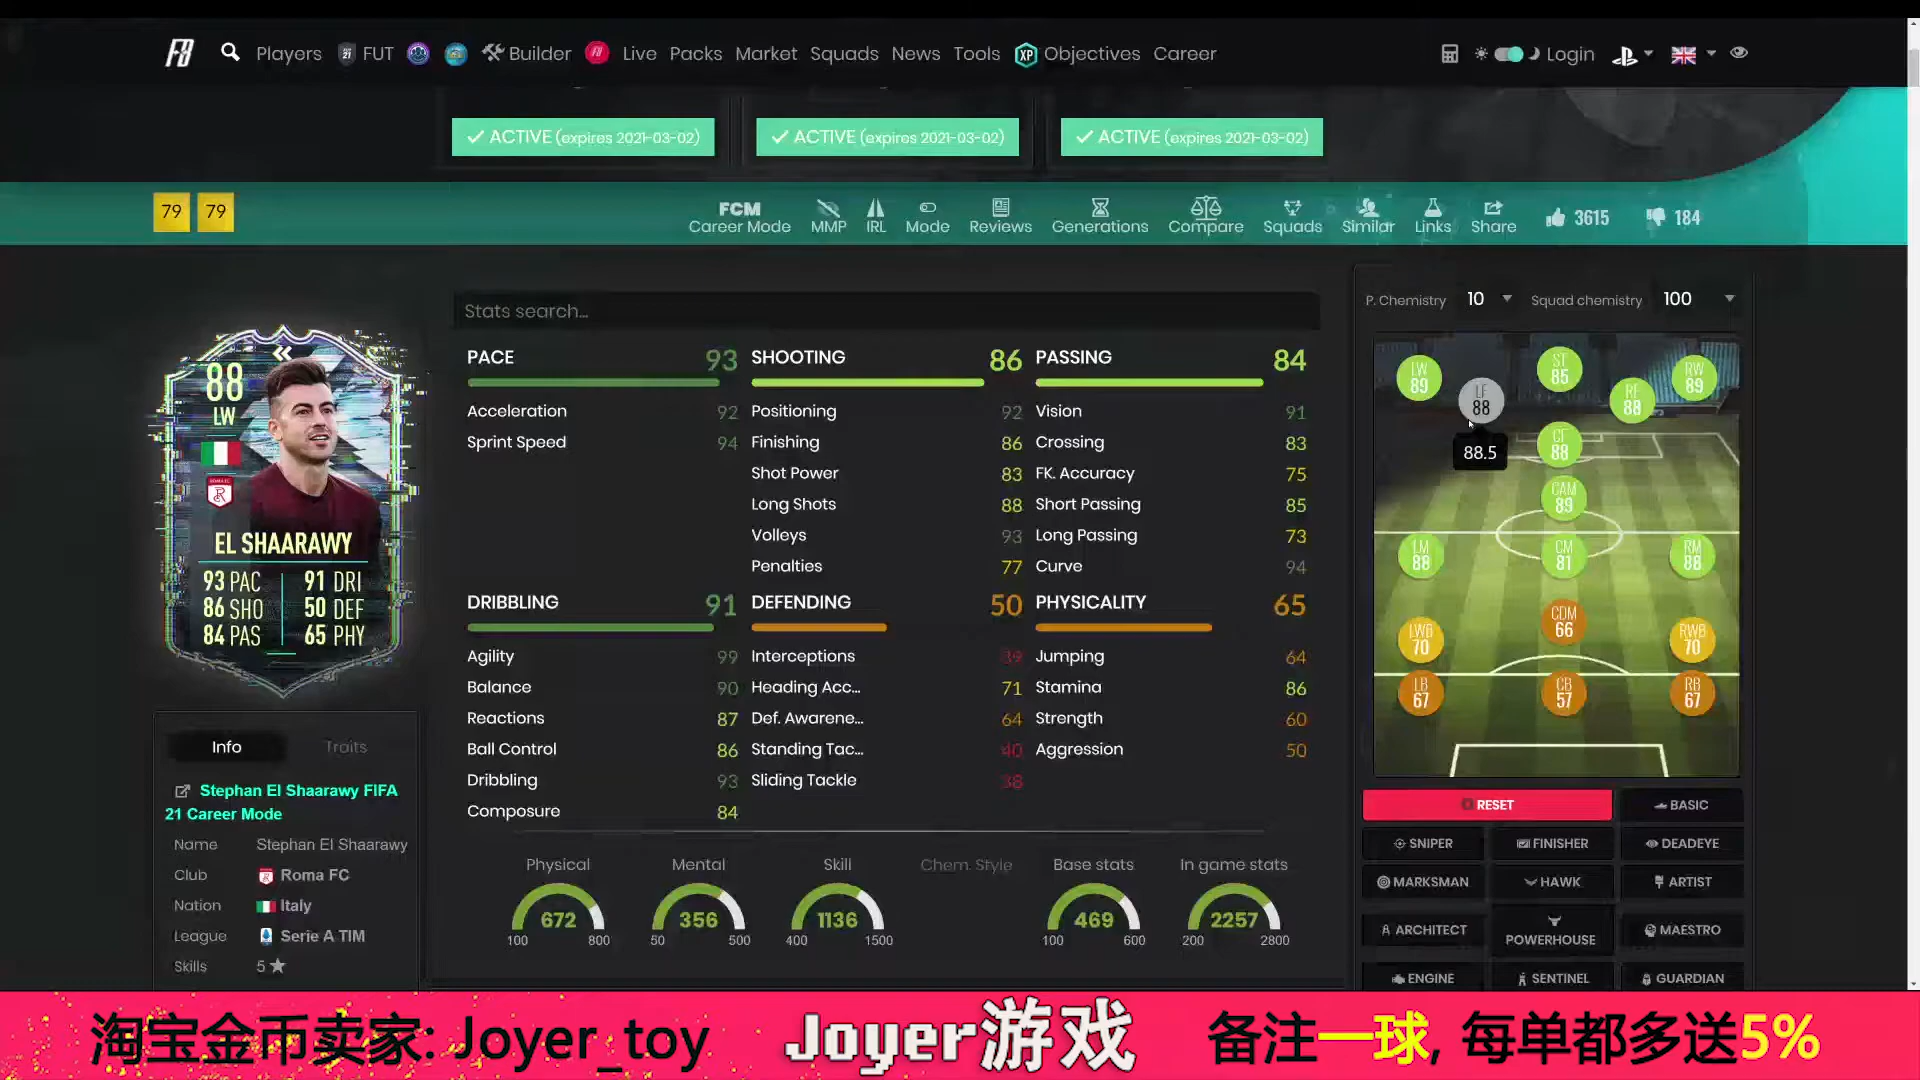 Players FUT Builder Live Packs Market Squads News Tools XP Objectives Career Login
✓ ACTIVE (expires 2021-03-02) ✓ ACTIVE (expires 2021-03-02) ✓ ACTIVE (expires 2021-03-02)
79 79
FCM
Career Mode MMP IRL Mode Reviews Generations Compare Squads Similar Links Share 3615 184
Stats search...
P. Chemistry 10 Squad chemistry 100
88
LW
EL SHAARAWY
93 PAC 91 DRI
86 SHO 50 DEF
84 PAS 65 PHY
PACE 93
Acceleration 92
Sprint Speed 94
SHOOTING 86
Positioning 92
Finishing 86
Shot Power 83
Long Shots 88
Volleys 93
Penalties 77
PASSING 84
Vision 91
Crossing 83
FK. Accuracy 75
Short Passing 85
Long Passing 73
Curve 94
DRIBBLING 91
Agility 99
Balance 90
Reactions 87
Ball Control 86
Dribbling 93
Composure 84
DEFENDING 50
Interceptions 39
Heading Acc... 71
Def. Awarene... 64
Standing Tac... 40
Sliding Tackle 38
PHYSICALITY 65
Jumping 64
Stamina 86
Strength 60
Aggression 50
LW
89
LF
88
88.5
ST
85
RF
88
RW
89
CF
88
CAM
89
LM
88
CM
81
RM
88
CDM
66
LWB
70
RWB
70
LB
67
CB
57
RB
67
Info Traits
Stephan El Shaarawy FIFA
21 Career Mode
Name Stephan El Shaarawy
Club Roma FC
Nation Italy
League Serie A TIM
Skills 5★
Physical Mental Skill Chem. Style Base stats In game stats
672 356 1136 469 2257
100 800 50 500 400 1500 100 600 200 2800
RESET BASIC
SNIPER FINISHER DEADEYE
MARKSMAN HAWK ARTIST
ARCHITECT POWERHOUSE MAESTRO
ENGINE SENTINEL GUARDIAN
淘宝金币卖家: Joyer_toy Joyer游戏 备注一球, 每单都多送5%